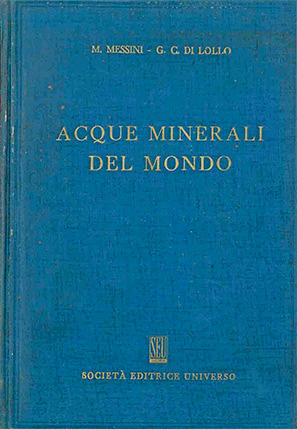 M. MESSINI - G. C. DI LOLLO
ACQUE MINERALI
DEL MONDO
SEU
SOCIETÀ EDITRICE UNIVERSO